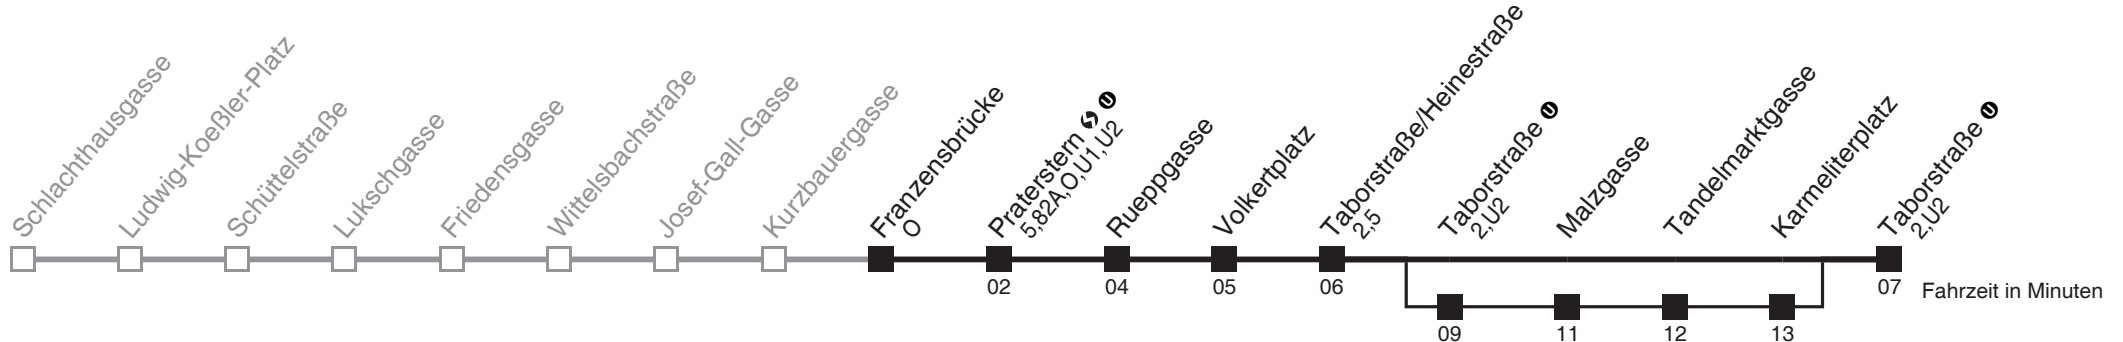 Schlachthausgasse
Ludwig-Koeßler-Platz
Schüttelstraße
Lukschgasse
Friedensgasse
Wittelsbachstraße
Josef-Gall-Gasse
Kurzbauergasse
Franzensbrücke
O
Praterstern U
5,82A,O,U1,U2
Rueppgasse
Volkertplatz
Taborstraße/Heinestraße
2,5
Taborstraße U
2,U2
Malzgasse
Tandelmarktgasse
Karmeliterplatz
Taborstraße U
2,U2
02
04
05
06
07
Fahrzeit in Minuten
09
11
12
13